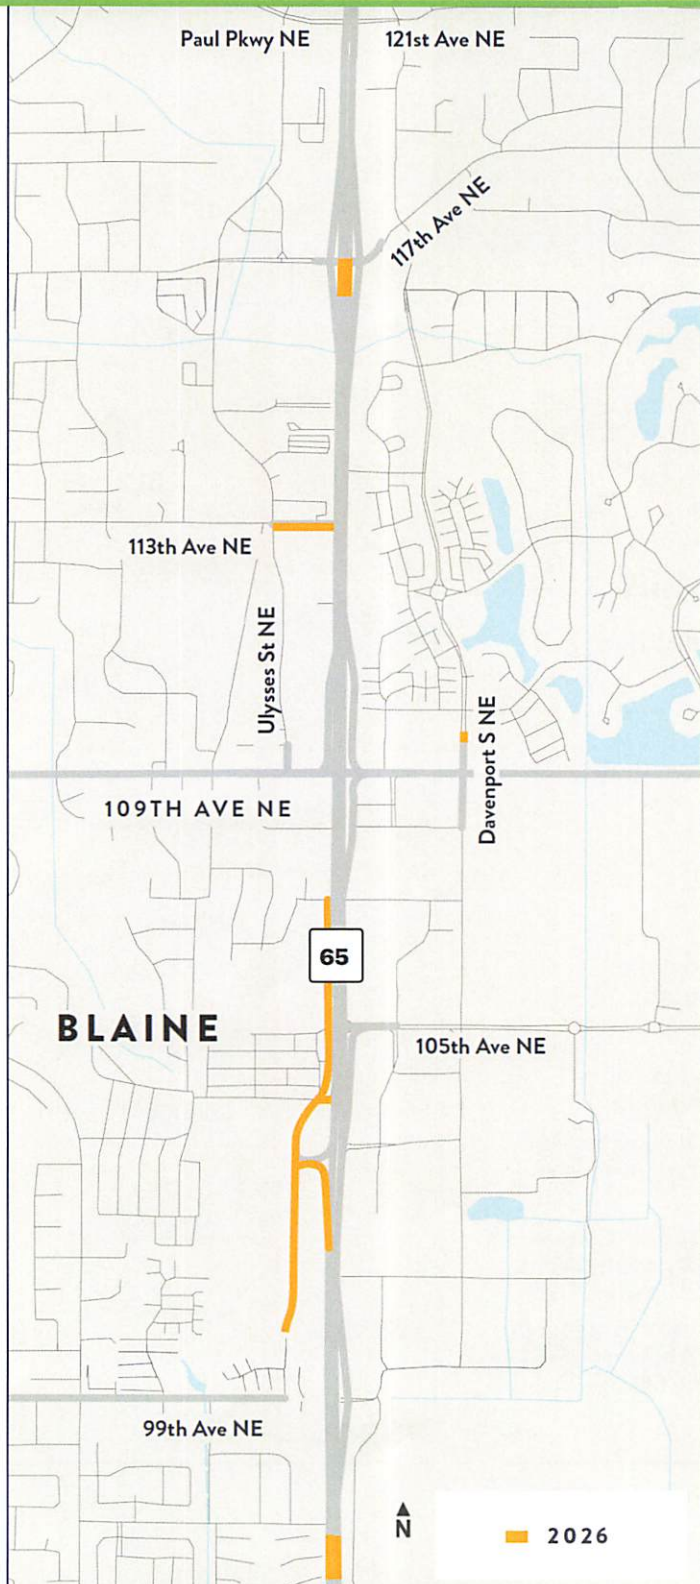 Paul Pkwy NE
121st Ave NE
117th Ave NE
113th Ave NE
Ulysses St NE
Davenport S NE
109TH AVE NE
65
BLAINE
105th Ave NE
99th Ave NE
N
2026